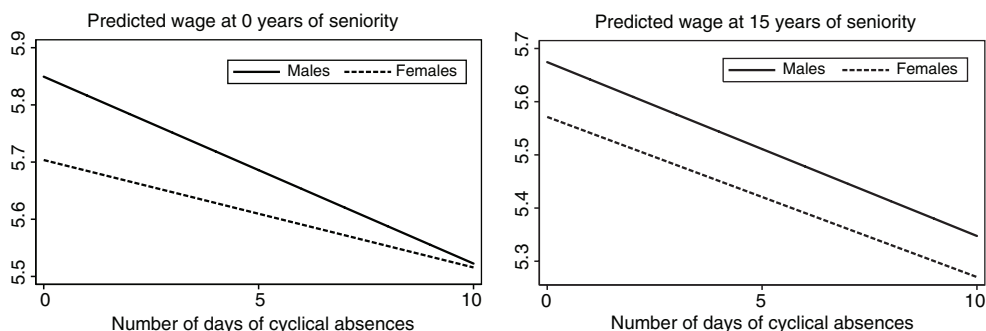 Predicted wage at 0 years of seniority
5.9
5.8
5.7
5.6
5.5
Males Females
0 5 10
Number of days of cyclical absences
Predicted wage at 15 years of seniority
5.7
5.6
5.5
5.4
5.3
Males Females
0 5 10
Number of days of cyclical absences